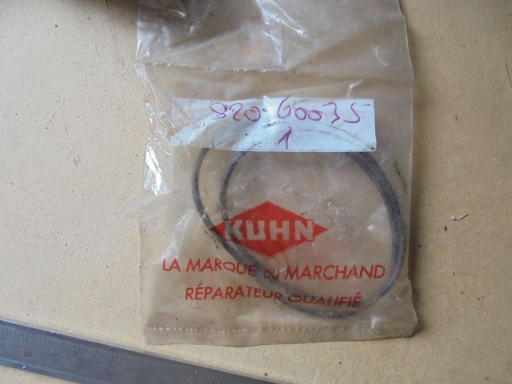 820-60035
1
KUHN
LA MARQUE DU MARCHAND
RÉPARATEUR QUALIFIÉ